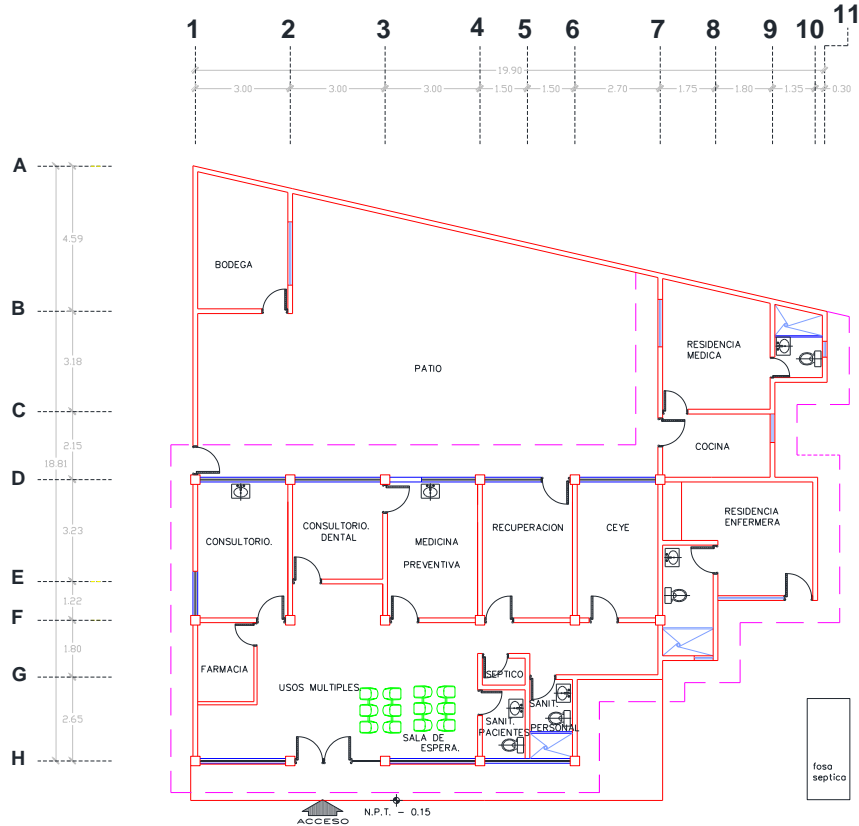 11
1 2 3 4 5 6 7 8 9 10
19.90
3.00 3.00 3.00 1.50 1.50 2.70 1.75 1.80 1.35 0.30
A
4.59
BODEGA
B
RESIDENCIA
MEDICA
3.18
PATIO
C
2.15
COCINA
18.81
D
3.23
CONSULTORIO.
CONSULTORIO.
DENTAL
MEDICINA
PREVENTIVA
RECUPERACION
CEYE
RESIDENCIA
ENFERMERA
E
1.22
F
1.80
FARMACIA
G
SEPTICO
USOS MULTIPLES
2.65
SANIT.
PACIENTES
SANIT.
PERSONAL
SALA DE
ESPERA.
H
fosa
septica
N.P.T. - 0.15
ACCESO